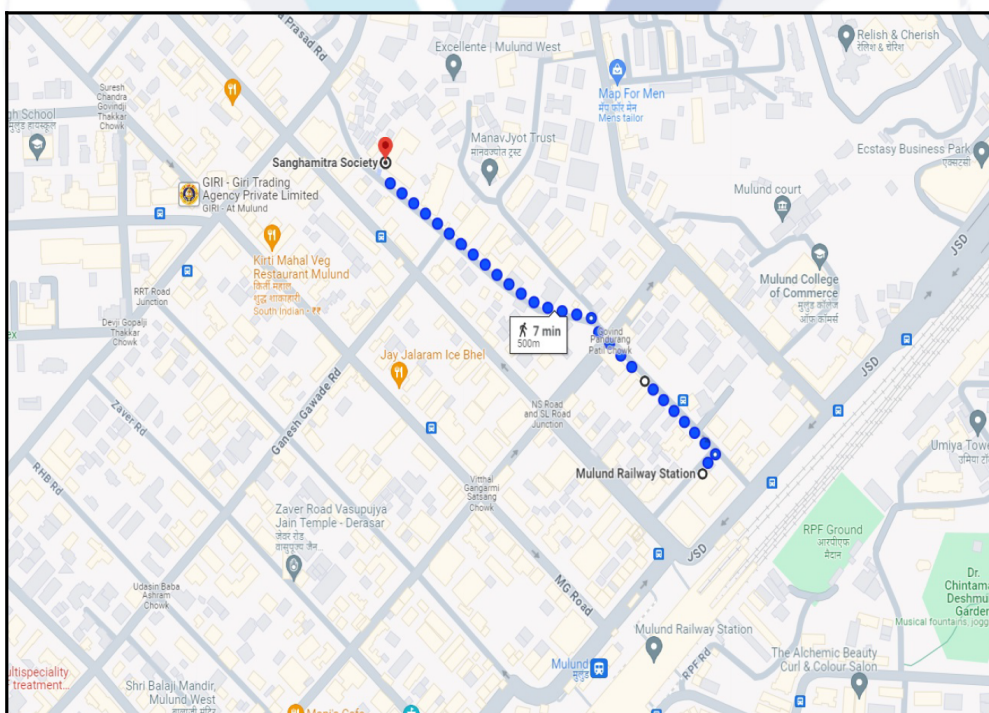 Prasad Rd
Excellente | Mulund West
Relish & Cherish
रेलिश & चेरिश
Suresh
Chandra
Govindji
Thakkar
Chowk
Map For Men
मॅप फॉर मेन
Mens tailor
gh School
मुलुंड हायस्कूल
ManavJyot Trust
मानवज्योत ट्रस्ट
Ecstasy Business Park
Sanghamitra Society
GIRI - Giri Trading
Agency Private Limited
GIRI - At Mulund
Mulund court
JSD
Kirti Mahal Veg
Restaurant Mulund
किर्ती महाल
शुद्ध शाकाहारी
South Indian • ₹₹
Mulund College
of Commerce
मुलुंड कॉलेज
ऑफ कॉमर्स
RRT Road
Junction
Devji Gopalji
Thakkar
Chowk
ex
7 min
500m
Govind
Pandurang
Patil Chowk
Jay Jalaram Ice Bhel
JSD
Zaver Rd
Ganesh Gawade Rd
NS Road
and SL Road
Junction
Umiya Towe
RHB Rd
Mulund Railway Station
Vitthal
Gangarmi
Satsang
Chowk
Zaver Road Vasupujya
Jain Temple - Derasar
जवेर रोड
वासुपूज्य जैन...
RPF Ground
आरपीएफ
मैदान
JSD
Udasin Baba
Ashram
Chowk
MG Road
Dr.
Chintama
Deshmu
Garden
Musical fountains, jogg
Mulund Railway Station
Mulund
मुलुंड
RPF Rd
The Alchemic Beauty
Curl & Colour Salon
ultispeciality
treatment...
Shri Balaji Mandir,
Mulund West